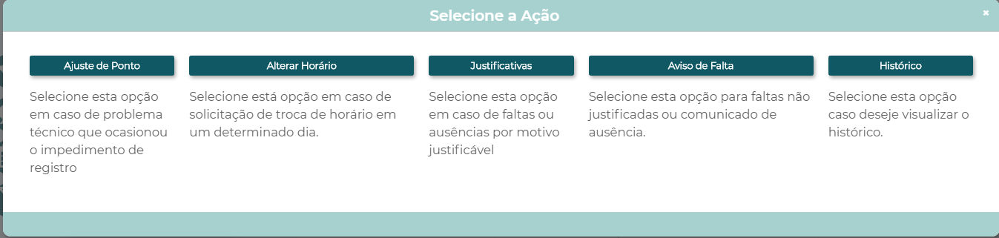 Selecione a Ação
×
Ajuste de Ponto
Selecione esta opção
em caso de problema
técnico que ocasionou
o impedimento de
registro
Alterar Horário
Selecione está opção em caso de
solicitação de troca de horário em
um determinado dia.
Justificativas
Selecione esta opção
em caso de faltas ou
ausências por motivo
justificável
Aviso de Falta
Selecione esta opção para faltas não
justificadas ou comunicado de
ausência.
Histórico
Selecione esta opção
caso deseje visualizar o
histórico.